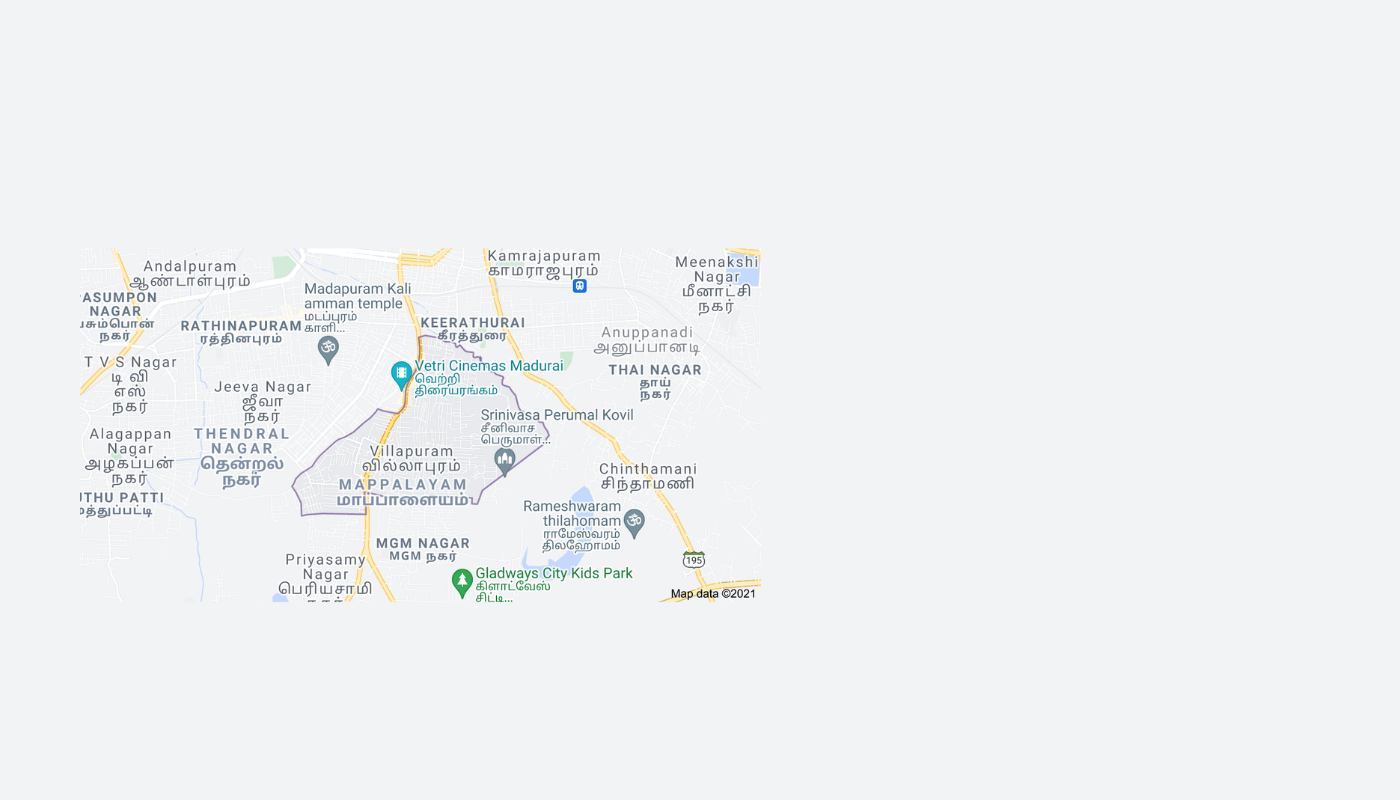 Kamrajapuram
காமராஜபுரம்
Meenakshi
Nagar
மீனாட்சி
நகர்
Andalpuram
ஆண்டாள்புரம்
Madapuram Kali
amman temple
மடப்புரம்
காளி...
PASUMPON
NAGAR
நகர்
RATHINAPURAM
ரத்தினபுரம்
KEERATHURAI
கீரத்துரை
Anuppanadi
அனுப்பானடி
T V S Nagar
டி வி
எஸ்
நகர்
Vetri Cinemas Madurai
வெற்றி
திரையரங்கம்
THAI NAGAR
தாய்
நகர்
Jeeva Nagar
ஜீவா
நகர்
Srinivasa Perumal Kovil
சீனிவாச
பெருமாள்...
Alagappan
Nagar
அழகப்பன்
நகர்
THENDRAL
NAGAR
தென்றல்
நகர்
Villapuram
வில்லாபுரம்
Chinthamani
சிந்தாமணி
MAPPALAYAM
மாப்பாளையம்
UTHU PATTI
Rameshwaram
thilahomam
ராமேஸ்வரம்
திலஹோமம்
MGM NAGAR
MGM நகர்
Priyasamy
Nagar
பெரியசாமி
195
Gladways City Kids Park
கிளாட்வேஸ்
சிட்டி...
Map data ©2021